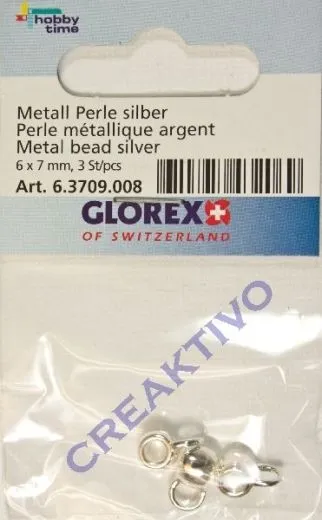 hobby
time
Metall Perle silber
Perle métallique argent
Metal bead silver
6 x 7 mm, 3 St/pcs
Art. 6.3709.008
GLOREX
OF SWITZERLAND
CREAKTIVO